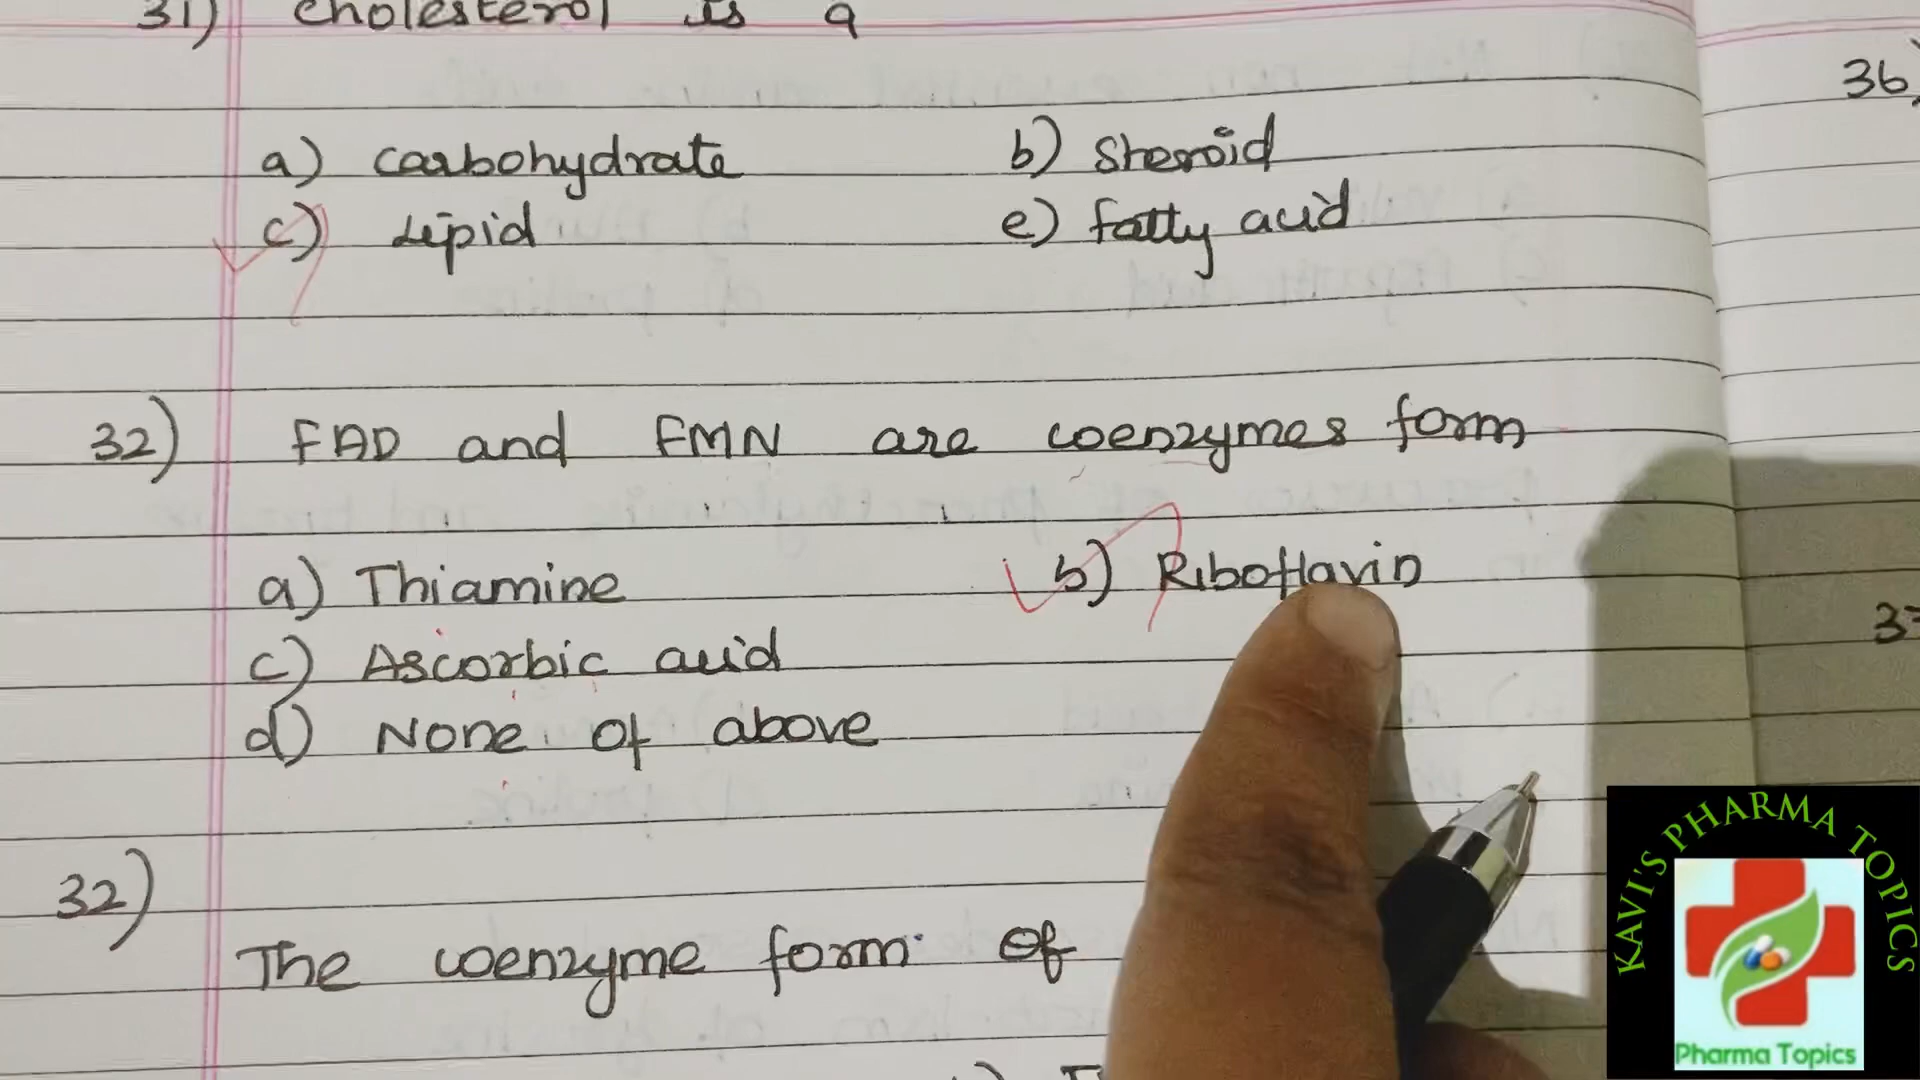 31) Cholesterol is a
a) carbohydrate b) Steroid
c) Lipid e) fatty acid
32) FAD and FMN are coenzymes form
a) Thiamine b) Riboflavin
c) Ascorbic acid
d) None of above
32)
The coenzyme form of
36)
3
KAVI'S PHARMA TOPICS
Pharma Topics